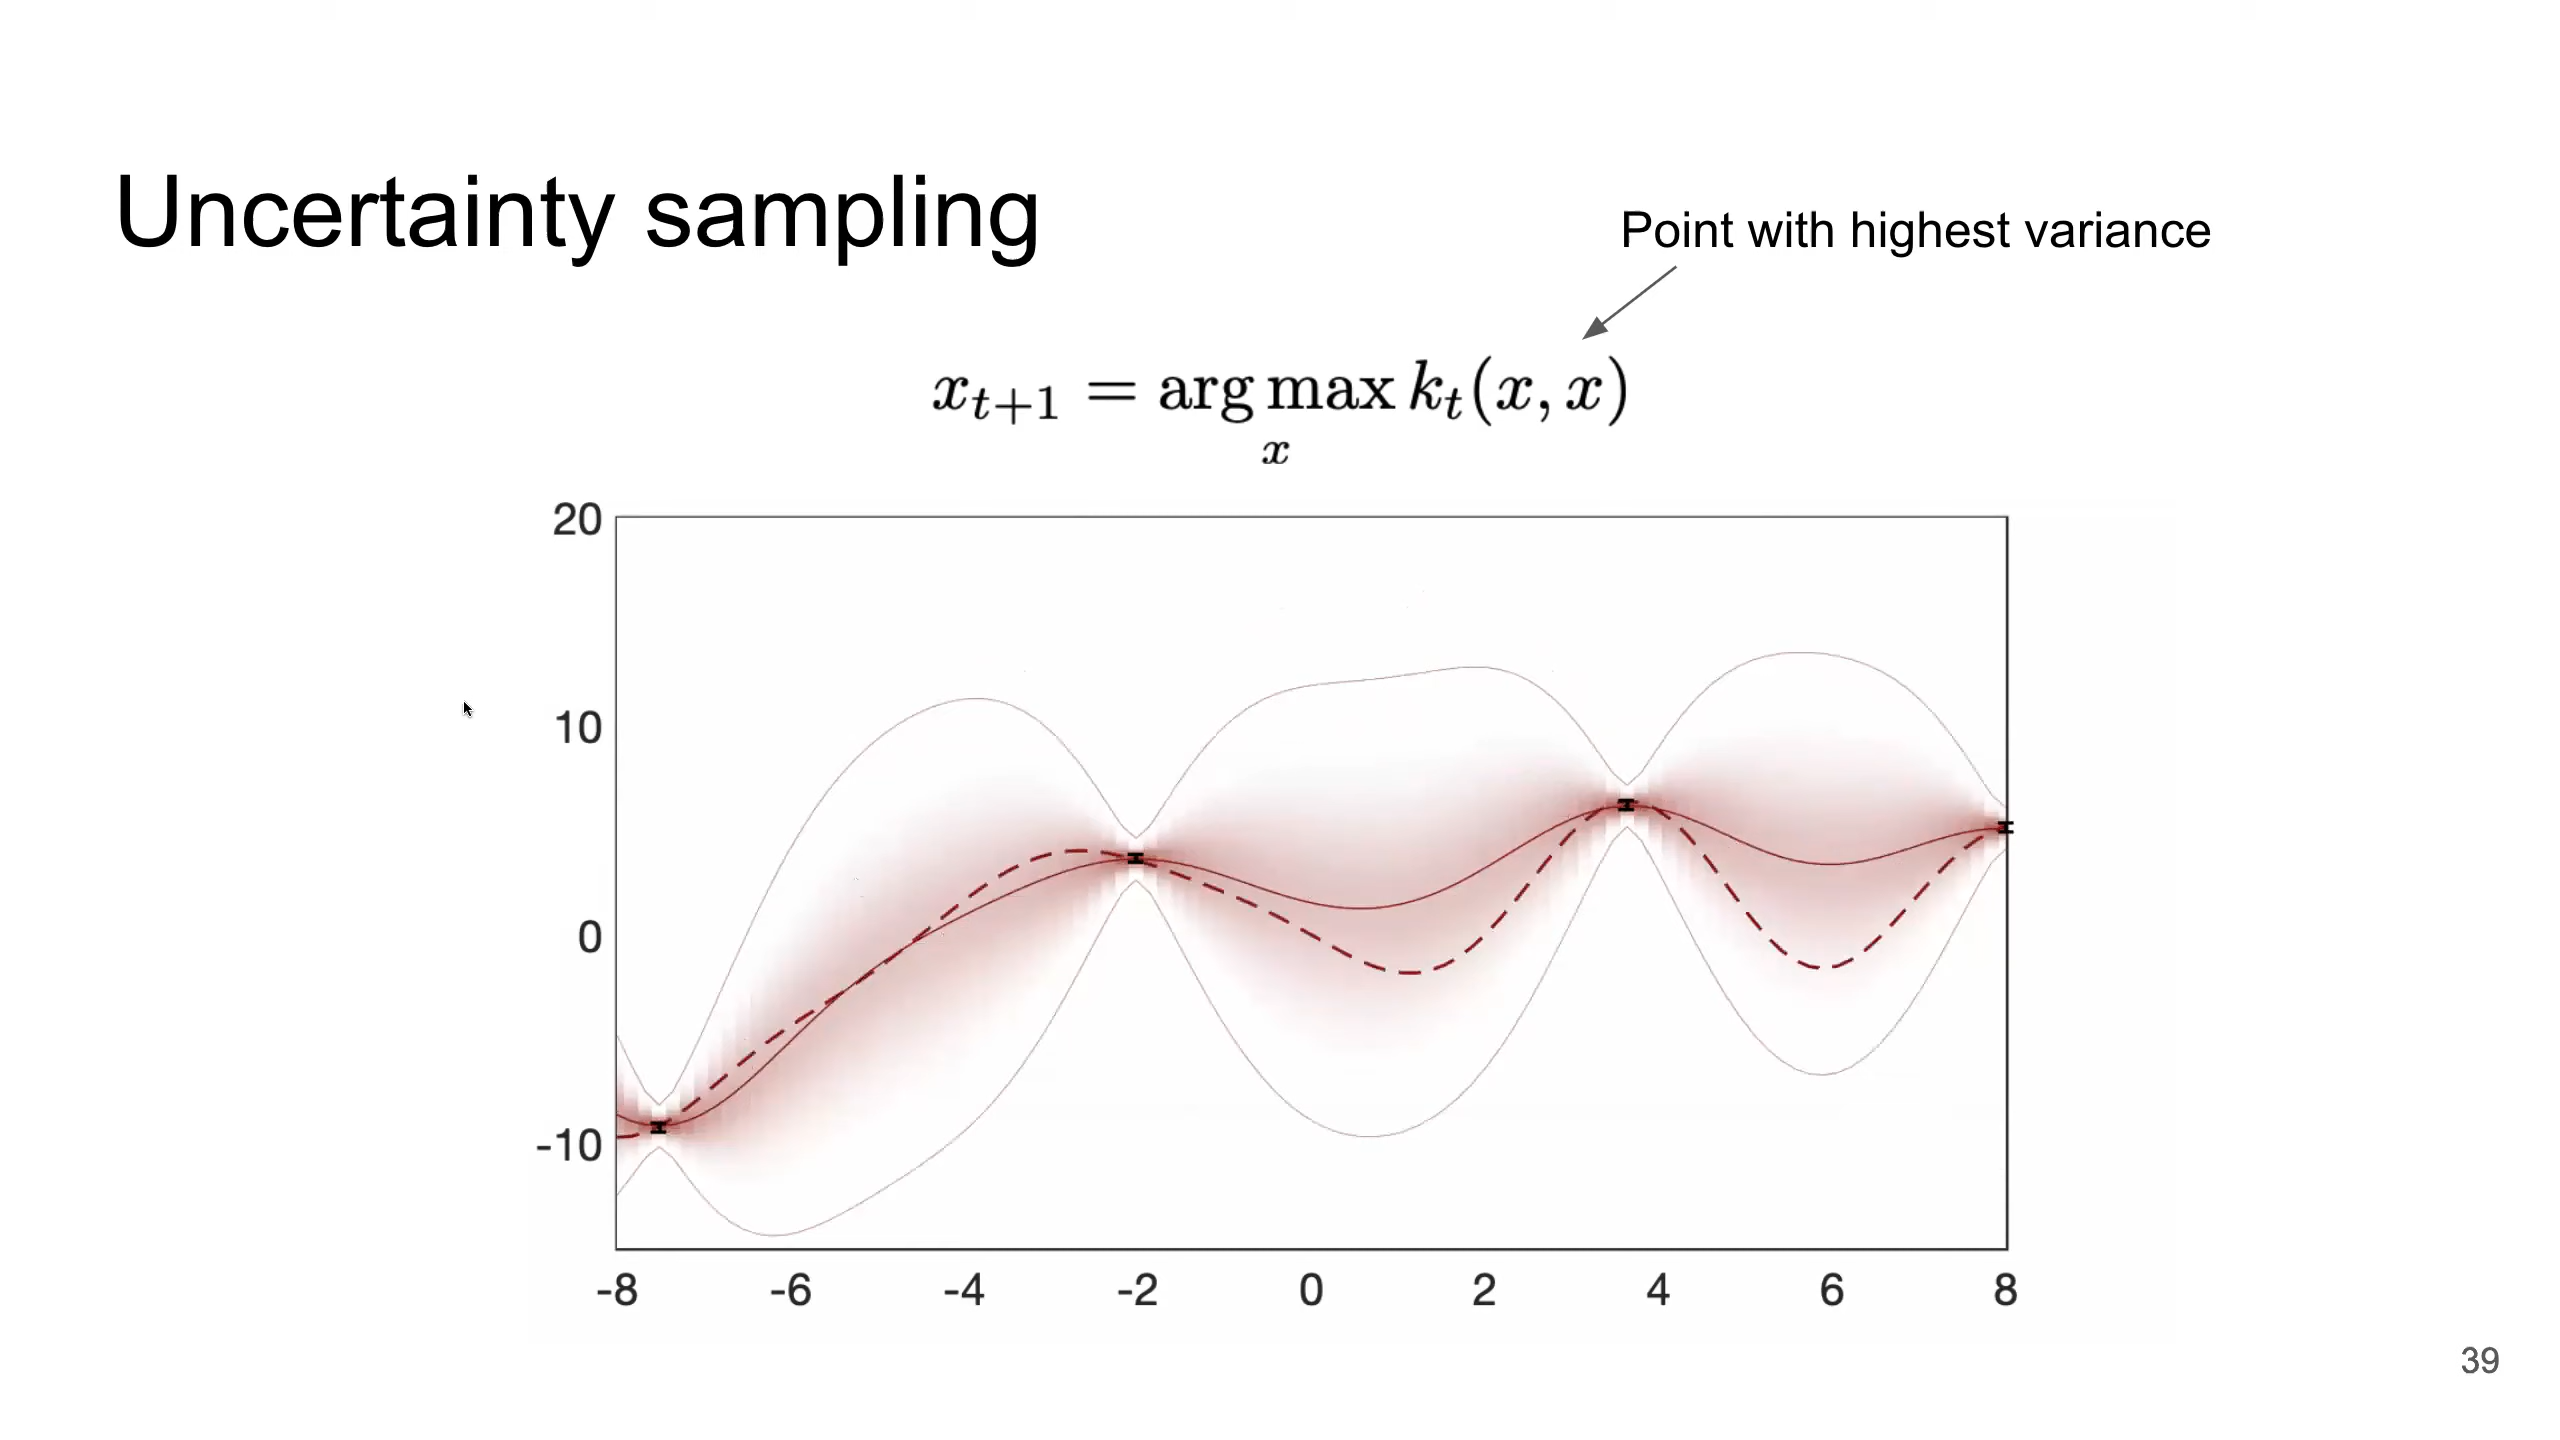 Uncertainty sampling
Point with highest variance
x_{t+1} = arg max k_t(x, x)
x
20
10
0
-10
-8 -6 -4 -2 0 2 4 6 8
39